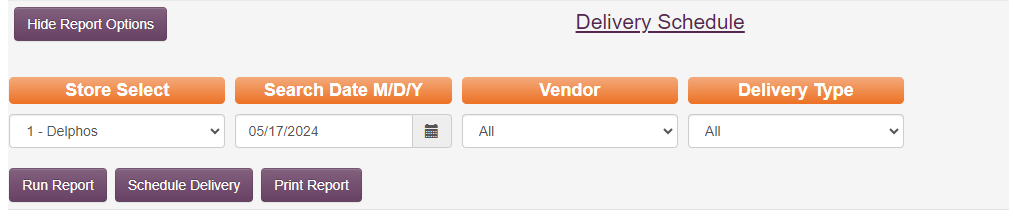 Hide Report Options
Delivery Schedule
Store Select Search Date M/D/Y Vendor Delivery Type
1 - Delphos 05/17/2024 All All
Run Report Schedule Delivery Print Report